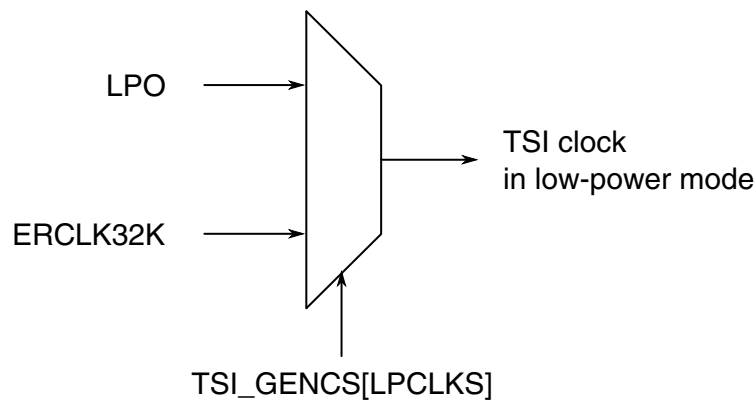 LPO
TSI clock
in low-power mode
ERCLK32K
TSI_GENCS[LPCLKS]